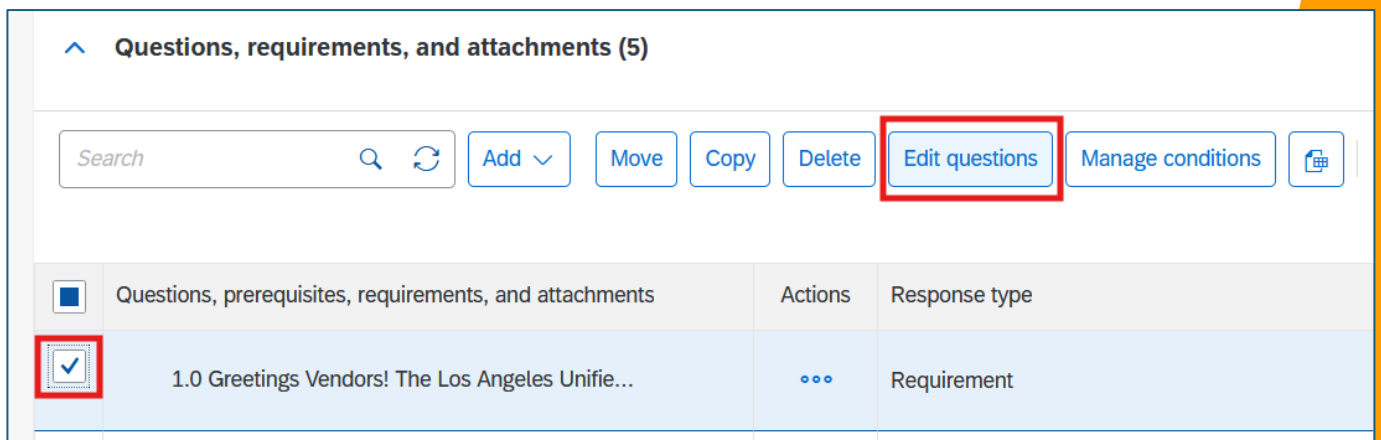 Questions, requirements, and attachments (5)
Search Add Move Copy Delete Edit questions Manage conditions
Questions, prerequisites, requirements, and attachments Actions Response type
1.0 Greetings Vendors! The Los Angeles Unifie... Requirement